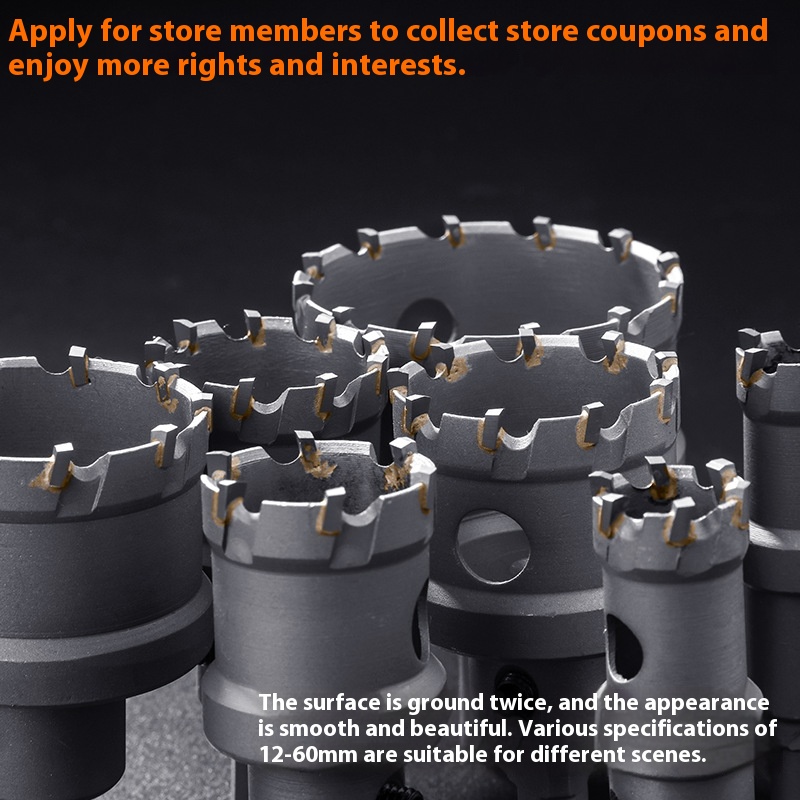 Apply for store members to collect store coupons and
enjoy more rights and interests.
The surface is ground twice, and the appearance
is smooth and beautiful. Various specifications of
12-60mm are suitable for different scenes.